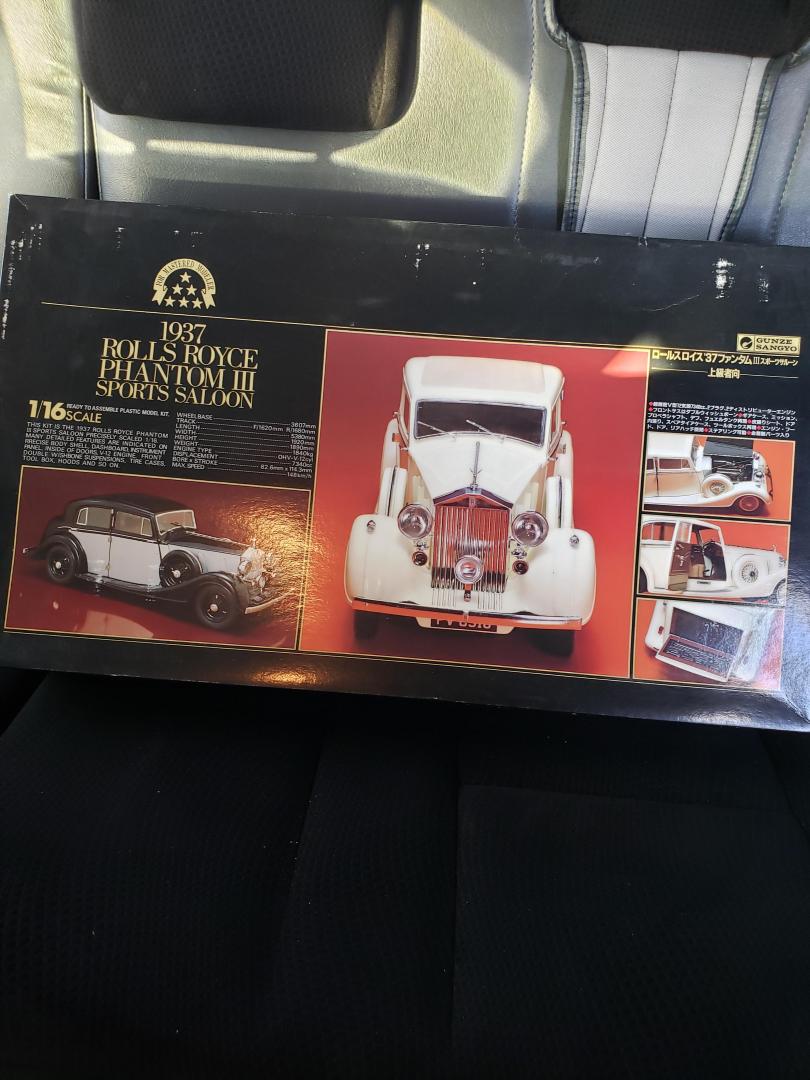 FOR MASTERED MODELER
1937
ROLLS ROYCE
PHANTOM III
SPORTS SALOON
1/16 SCALE
READY TO ASSEMBLE PLASTIC MODEL KIT.
THIS KIT IS THE 1937 ROLLS ROYCE PHANTOM
III SPORTS SALOON PRECISELY SCALED 1/16.
MANY DETAILED FEATURES ARE INDICATED ON
PRECISE BODY SHELL, DASHBOARD, INSTRUMENT
PANEL, INSIDE OF DOORS, V-12 ENGINE, FRONT
DOUBLE WISHBONE SUSPENSIONS, TIRE CASES,
TOOL BOX, HOODS AND SO ON.
WHEELBASE 3607mm
TRACK F/1620mm R/1680mm
LENGTH 5380mm
WIDTH 1920mm
HEIGHT 1690mm
WEIGHT 1840kg
ENGINE TYPE OHV-V-12cyl
DISPLACEMENT 7340cc
BORE x STROKE 82.6mm x 114.3mm
MAX. SPEED 148km/h
GUNZE
SANGYO
ロールスロイス'37ファンタムIIIスポーツサルーン
上級者向